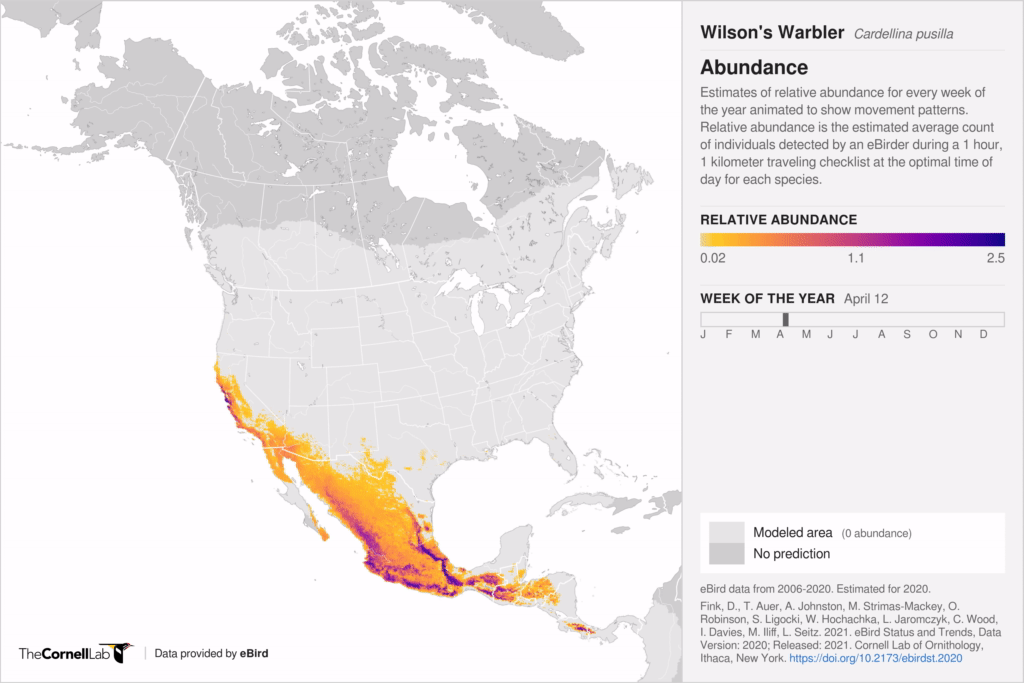 Wilson's Warbler Cardellina pusilla
Abundance
Estimates of relative abundance for every week of
the year animated to show movement patterns.
Relative abundance is the estimated average count
of individuals detected by an eBirder during a 1 hour,
1 kilometer traveling checklist at the optimal time of
day for each species.
RELATIVE ABUNDANCE
0.02 1.1 2.5
WEEK OF THE YEAR April 12
J F M A M J J A S O N D
Modeled area (0 abundance)
No prediction
eBird data from 2006-2020. Estimated for 2020.
Fink, D., T. Auer, A. Johnston, M. Strimas-Mackey, O.
Robinson, S. Ligocki, W. Hochachka, L. Jaromczyk, C. Wood,
I. Davies, M. Iliff, L. Seitz. 2021. eBird Status and Trends, Data
Version: 2020; Released: 2021. Cornell Lab of Ornithology,
Ithaca, New York. https://doi.org/10.2173/ebirdst.2020
TheCornellLab Data provided by eBird